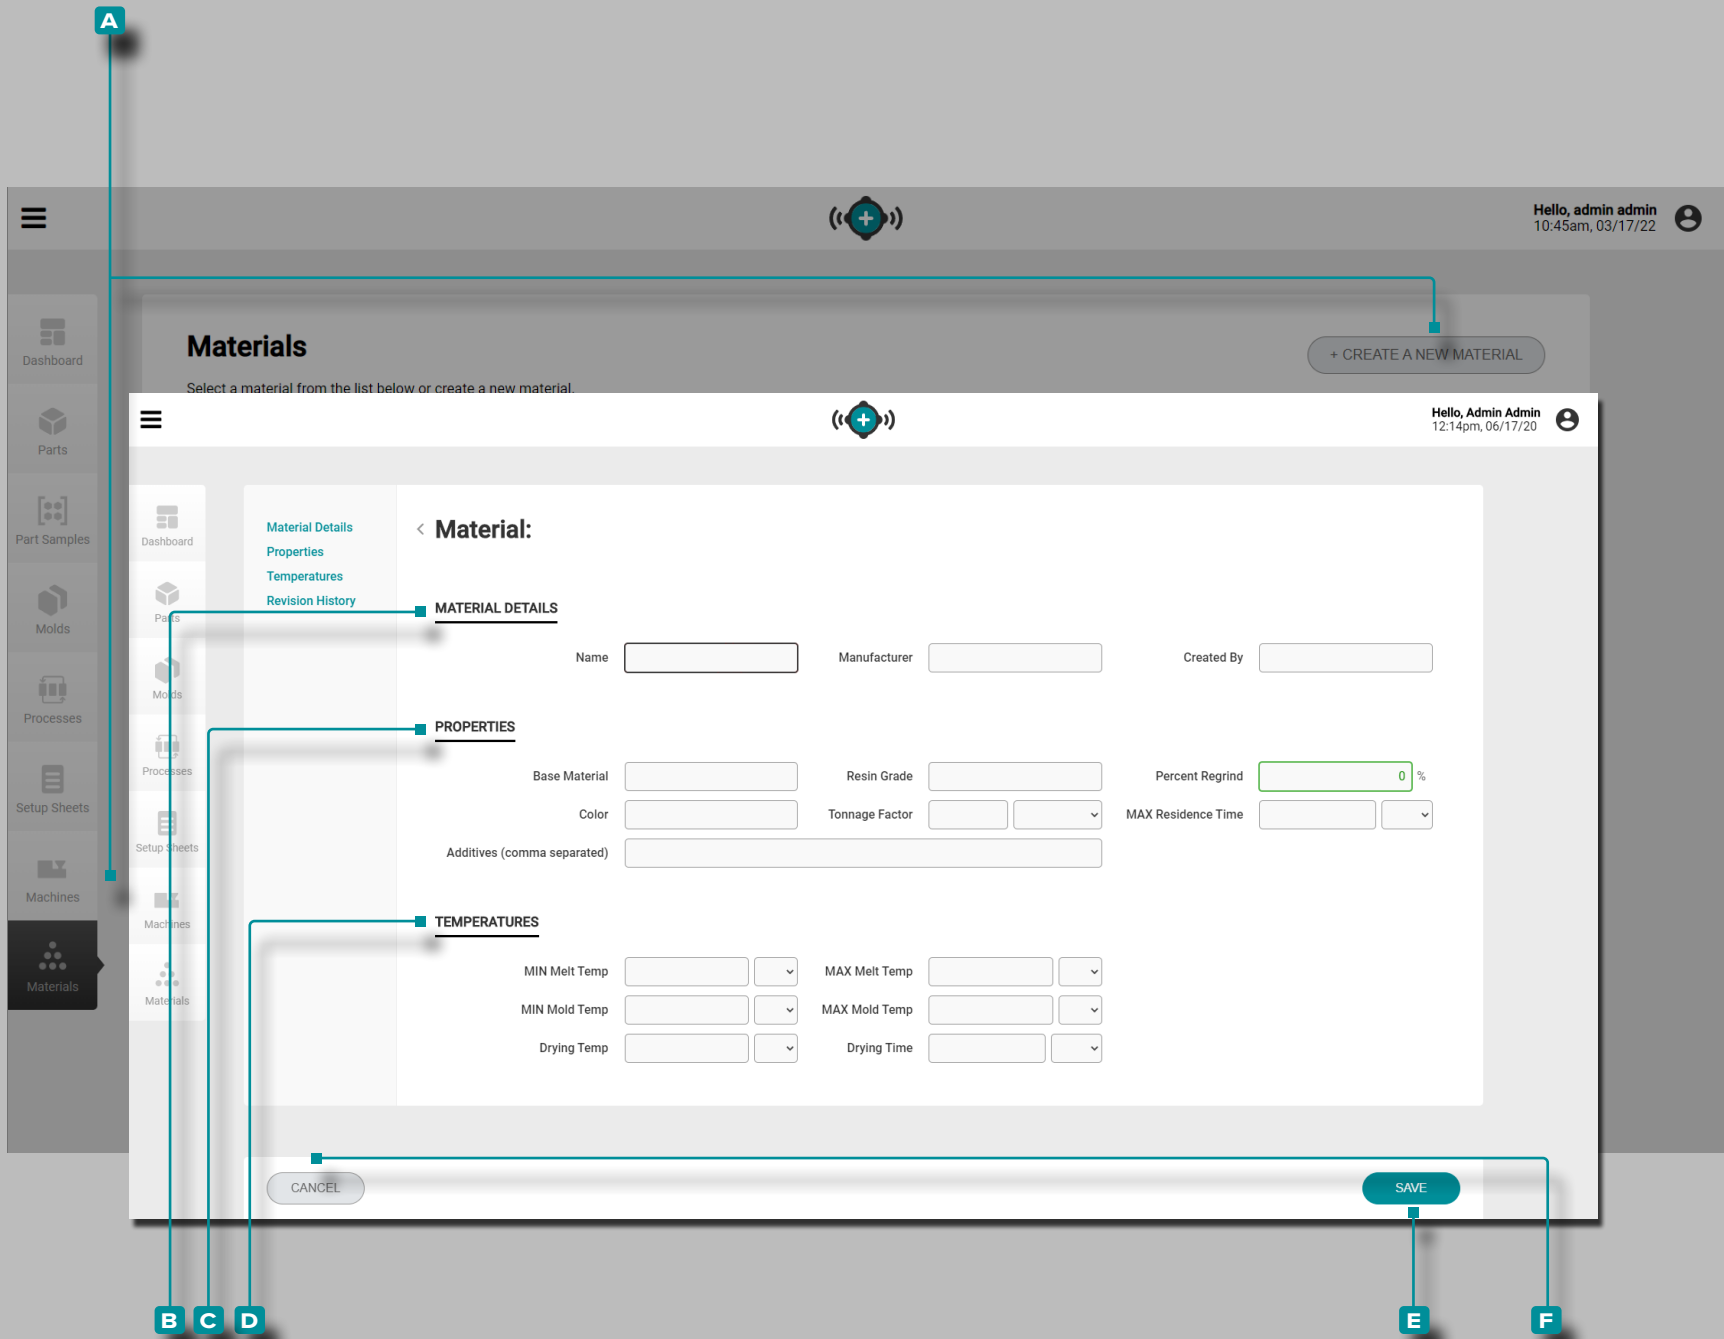 A
Hello, admin admin
10:45am, 03/17/22
Dashboard
Parts
Part Samples
Molds
Processes
Setup Sheets
Machines
Materials
Materials
+ CREATE A NEW MATERIAL
Select a material from the list below or create a new material.
Hello, Admin Admin
12:14pm, 06/17/20
Dashboard
Parts
Molds
Processes
Setup Sheets
Machines
Materials
Material Details
Properties
Temperatures
Revision History
< Material:
MATERIAL DETAILS
Name
Manufacturer
Created By
PROPERTIES
Base Material
Resin Grade
Percent Regrind
0 %
Color
Tonnage Factor
MAX Residence Time
Additives (comma separated)
TEMPERATURES
MIN Melt Temp
MAX Melt Temp
MIN Mold Temp
MAX Mold Temp
Drying Temp
Drying Time
CANCEL
SAVE
B C D E F